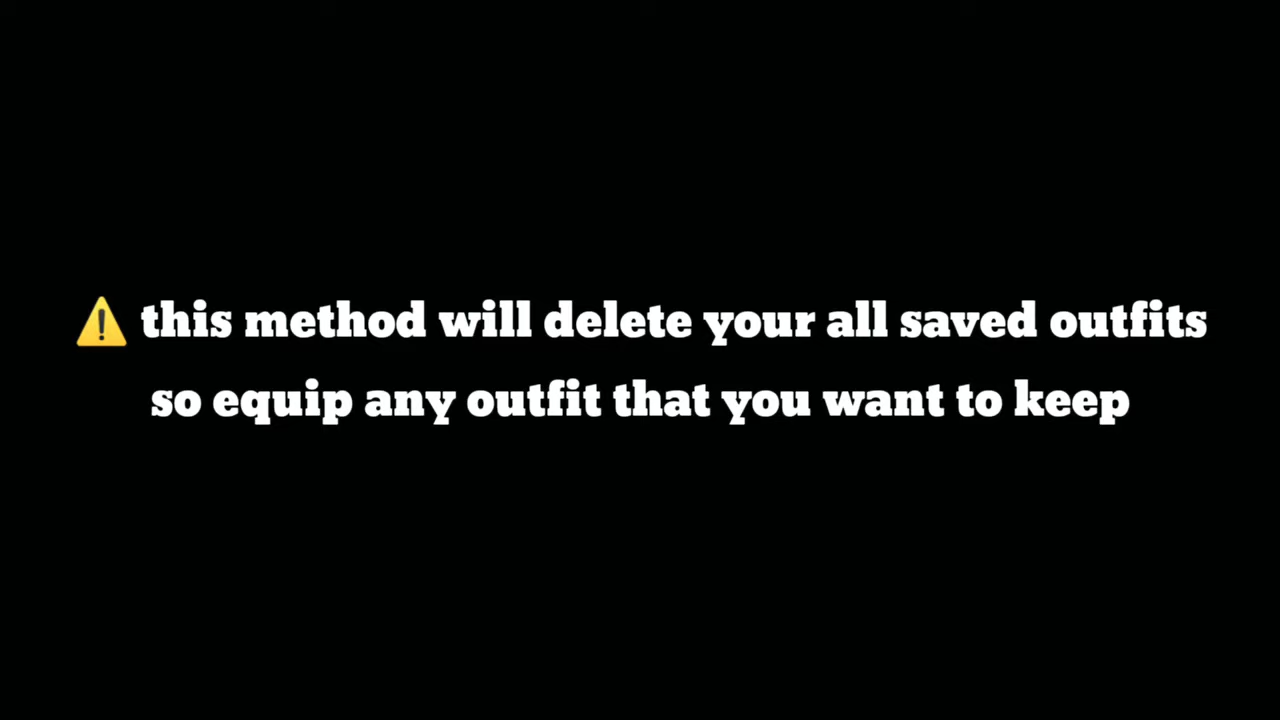 ⚠️ this method will delete your all saved outfits
so equip any outfit that you want to keep